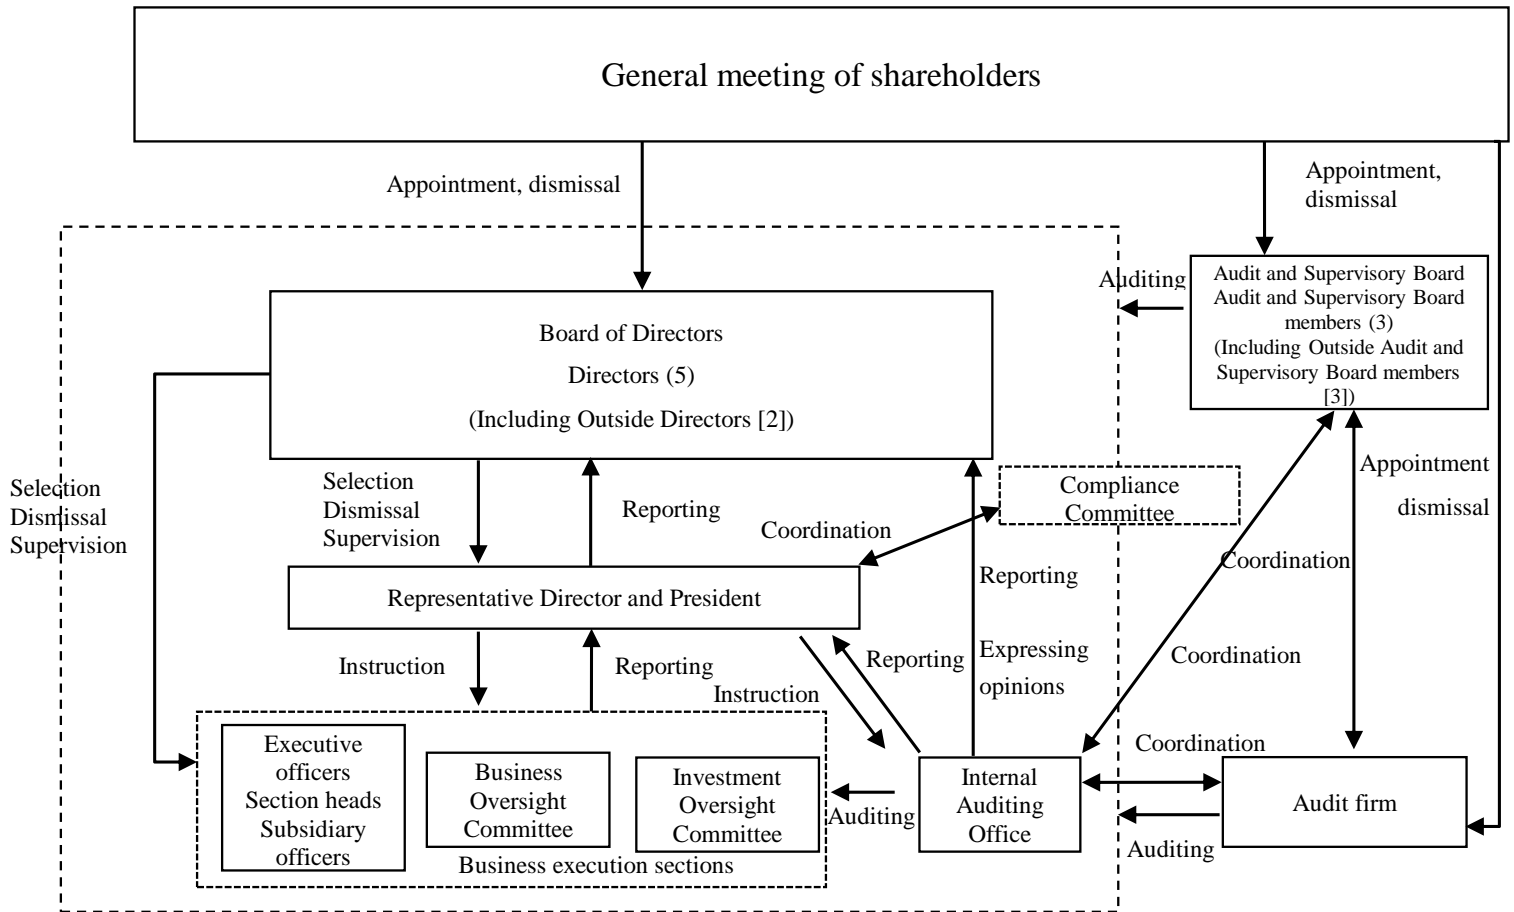 General meeting of shareholders
Appointment, dismissal
Appointment,
dismissal
Auditing
Audit and Supervisory Board
Audit and Supervisory Board
members (3)
(Including Outside Audit and
Supervisory Board members
[3])
Board of Directors
Directors (5)
(Including Outside Directors [2])
Selection
Dismissal
Supervision
Selection
Dismissal
Supervision
Reporting
Coordination
Compliance
Committee
Appointment
dismissal
Coordination
Reporting
Expressing
opinions
Representative Director and President
Instruction
Reporting
Instruction
Reporting
Coordination
Coordination
Executive
officers
Section heads
Subsidiary
officers
Business
Oversight
Committee
Investment
Oversight
Committee
Business execution sections
Auditing
Internal
Auditing
Office
Auditing
Audit firm